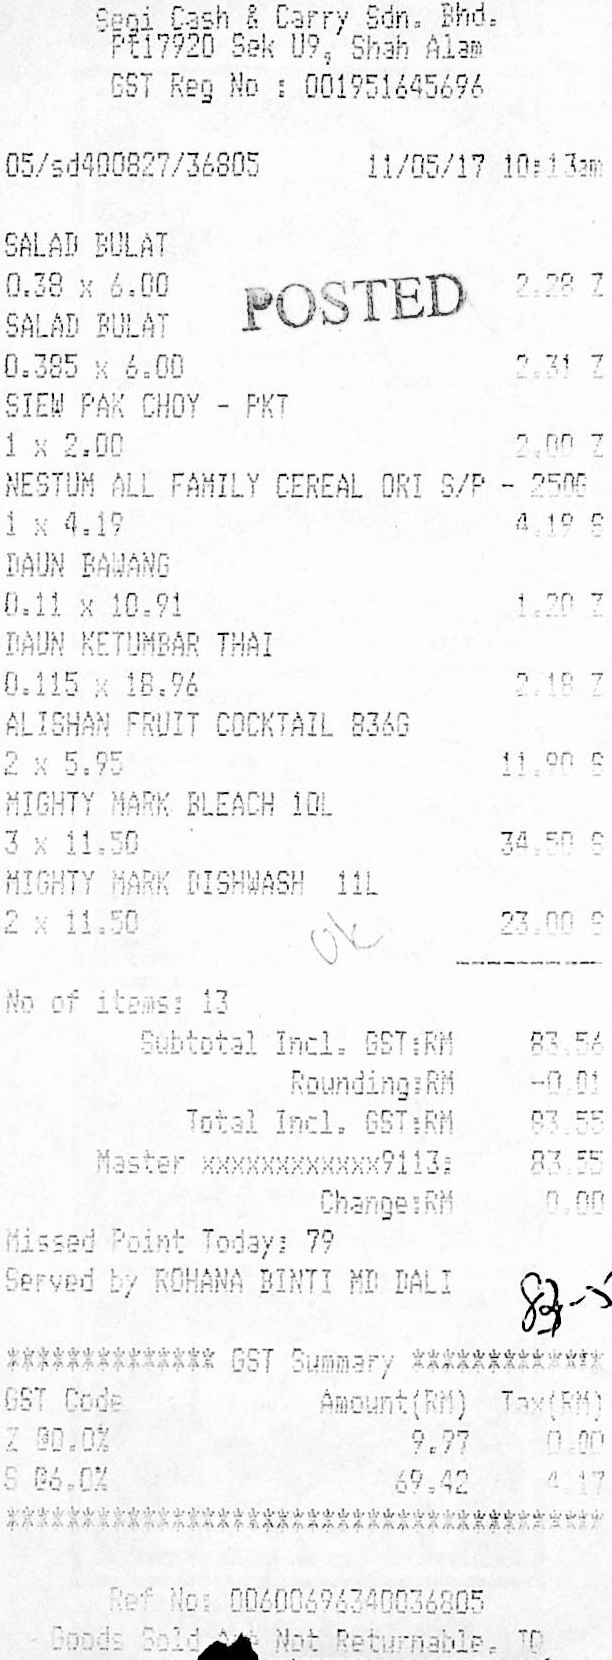 Segi Cash & Carry Sdn. Bhd.
Pt17920 Sek U9, Shah Alam
GST Reg No : 001951645696
05/sd400827/36805 11/05/17 10:13am
SALAD BULAT
0.38 x 6.00 2.28 Z
POSTED
SALAD BULAT
0.385 x 6.00 2.31 Z
SIEW PAK CHOY - PKT
1 x 2.00 2.00 Z
NESTUM ALL FAMILY CEREAL ORI S/P - 250G
1 x 4.19 4.19 S
DAUN BAWANG
0.11 x 10.91 1.20 Z
DAUN KETUMBAR THAI
0.115 x 18.96 2.18 Z
ALISHAN FRUIT COCKTAIL 836G
2 x 5.95 11.90 S
MIGHTY MARK BLEACH 10L
3 x 11.50 34.50 S
MIGHTY MARK DISHWASH 11L
2 x 11.50 23.00 S
Ok
No of items: 13
Subtotal Incl. GST:RM 83.56
Rounding:RM -0.01
Total Incl. GST:RM 83.55
Master xxxxxxxxxxxx9113: 83.55
Change:RM 0.00
Missed Point Today: 79
Served by ROHANA BINTI MD DALI
************** GST Summary *************
GST Code Amount(RM) Tax(RM)
Z @0.0% 9.97 0.00
S @6.0% 69.42 4.17
****************************************
Ref No: 00600696340036805
Goods Sold Are Not Returnable. TQ